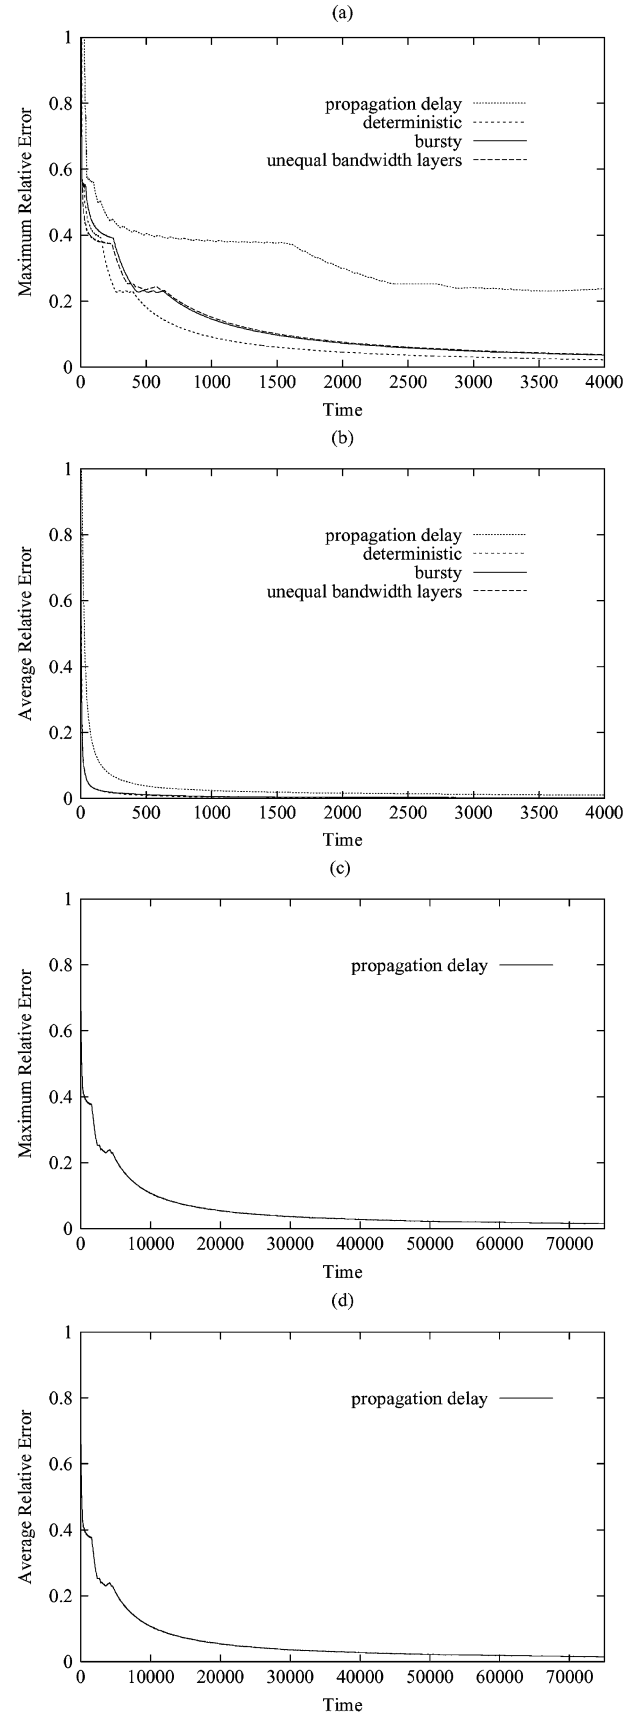 (a)
1
0.8
0.6
0.4
0.2
0
Maximum Relative Error
propagation delay
deterministic
bursty
unequal bandwidth layers
0 500 1000 1500 2000 2500 3000 3500 4000
Time
(b)
1
0.8
0.6
0.4
0.2
0
Average Relative Error
propagation delay
deterministic
bursty
unequal bandwidth layers
0 500 1000 1500 2000 2500 3000 3500 4000
Time
(c)
1
0.8
0.6
0.4
0.2
0
Maximum Relative Error
propagation delay
0 10000 20000 30000 40000 50000 60000 70000
Time
(d)
1
0.8
0.6
0.4
0.2
0
Average Relative Error
propagation delay
0 10000 20000 30000 40000 50000 60000 70000
Time